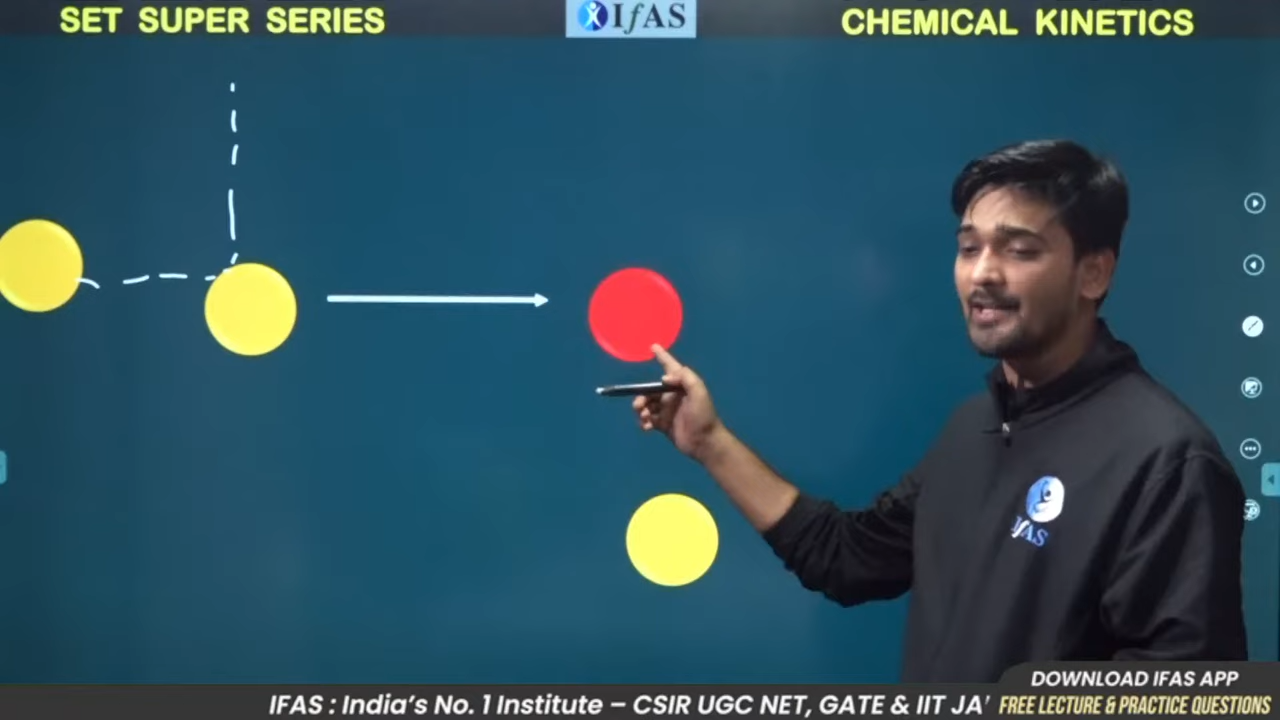 SET SUPER SERIES
IfAS
CHEMICAL KINETICS
IfAS
DOWNLOAD IFAS APP
IFAS : India's No. 1 Institute – CSIR UGC NET, GATE & IIT JA
FREE LECTURE & PRACTICE QUESTIONS